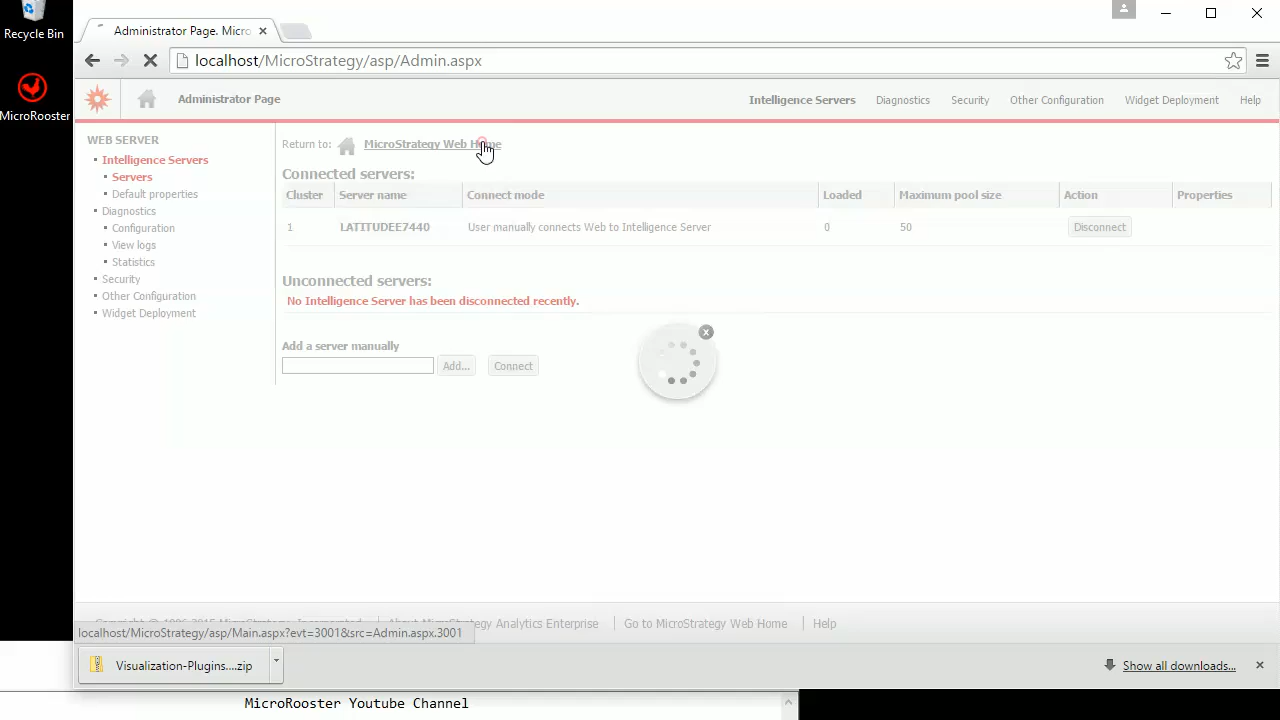 Recycle Bin
MicroRooster
Administrator Page. Micro
localhost/MicroStrategy/asp/Admin.aspx
Administrator Page
Intelligence Servers Diagnostics Security Other Configuration Widget Deployment Help
WEB SERVER
Intelligence Servers
Servers
Default properties
Diagnostics
Configuration
View logs
Statistics
Security
Other Configuration
Widget Deployment
Return to: MicroStrategy Web Home
Connected servers:
Cluster Server name Connect mode Loaded Maximum pool size Action Properties
1 LATITUDEE7440 User manually connects Web to Intelligence Server 0 50 Disconnect
Unconnected servers:
No Intelligence Server has been disconnected recently.
Add a server manually
Add... Connect
Strategy Analytics Enterprise Go to MicroStrategy Web Home Help
localhost/MicroStrategy/asp/Main.aspx?evt=3001&src=Admin.aspx.3001
Visualization-Plugins....zip
Show all downloads...
MicroRooster Youtube Channel